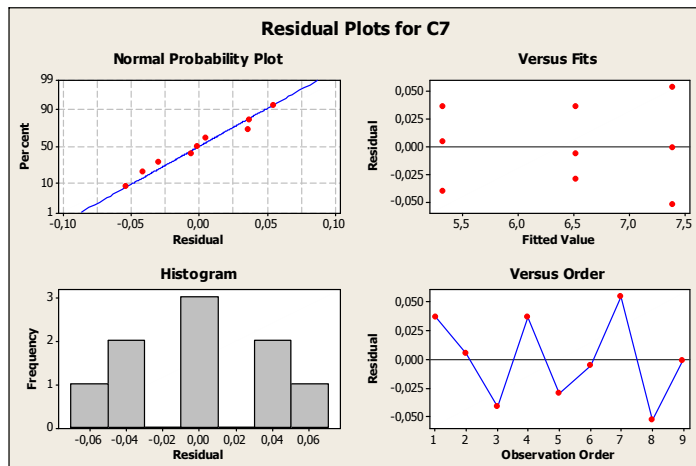 Residual Plots for C7
Normal Probability Plot
99
90
50
10
1
Percent
-0,10 -0,05 0,00 0,05 0,10
Residual
Versus Fits
0,050
0,025
0,000
-0,025
-0,050
Residual
5,5 6,0 6,5 7,0 7,5
Fitted Value
Histogram
3
2
1
0
Frequency
-0,06 -0,04 -0,02 0,00 0,02 0,04 0,06
Residual
Versus Order
0,050
0,025
0,000
-0,025
-0,050
Residual
1 2 3 4 5 6 7 8 9
Observation Order